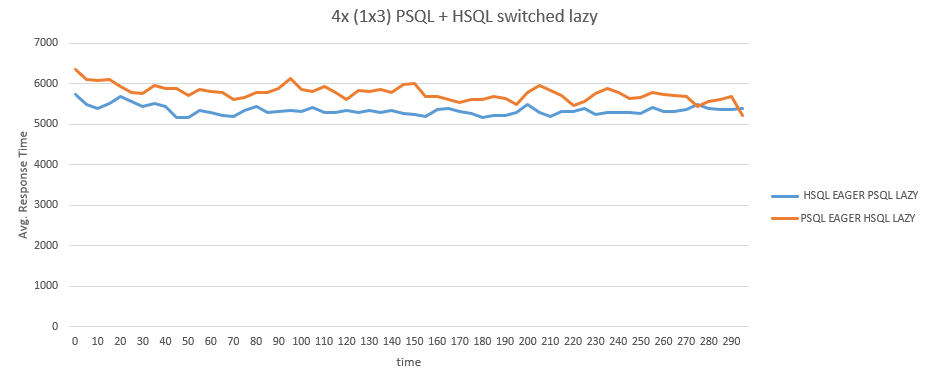 4x (1x3) PSQL + HSQL switched lazy
7000
6000
5000
4000
3000
2000
1000
0
Avg. Response Time
0 10 20 30 40 50 60 70 80 90 100 110 120 130 140 150 160 170 180 190 200 210 220 230 240 250 260 270 280 290
time
HSQL EAGER PSQL LAZY
PSQL EAGER HSQL LAZY